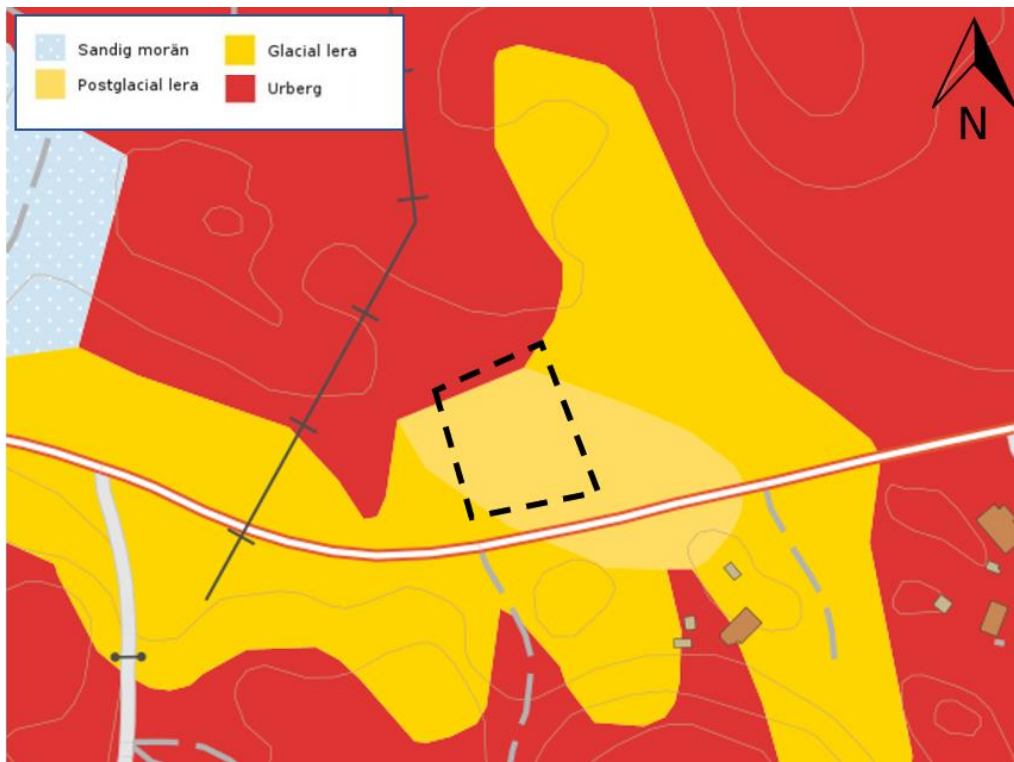 Sandig morän
Glacial lera
Postglacial lera
Urberg
N